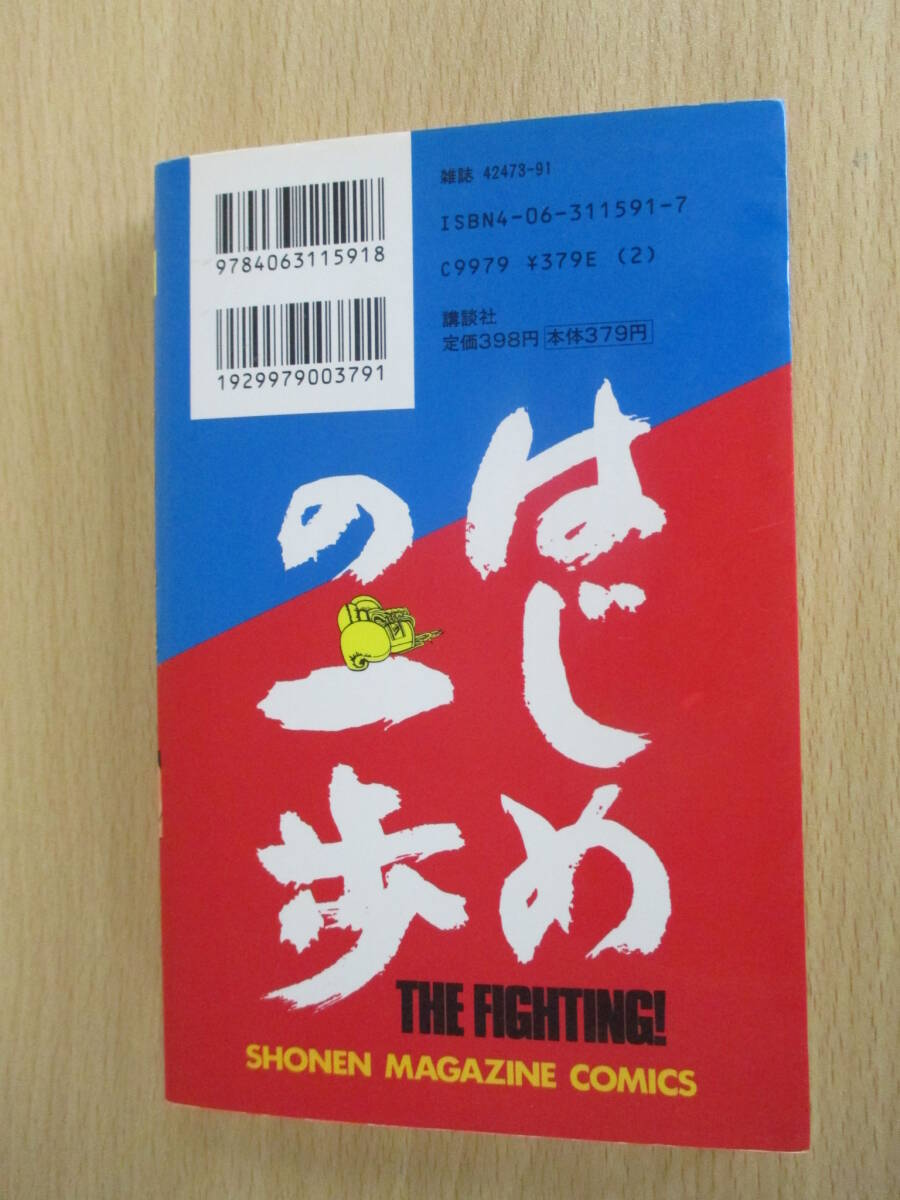 9784063115918
1929979003791
雑誌 42473-91
ISBN4-06-311591-7
C9979 ¥379E (2)
講談社
定価398円 本体379円
はじめ
の一歩
THE FIGHTING!
SHONEN MAGAZINE COMICS